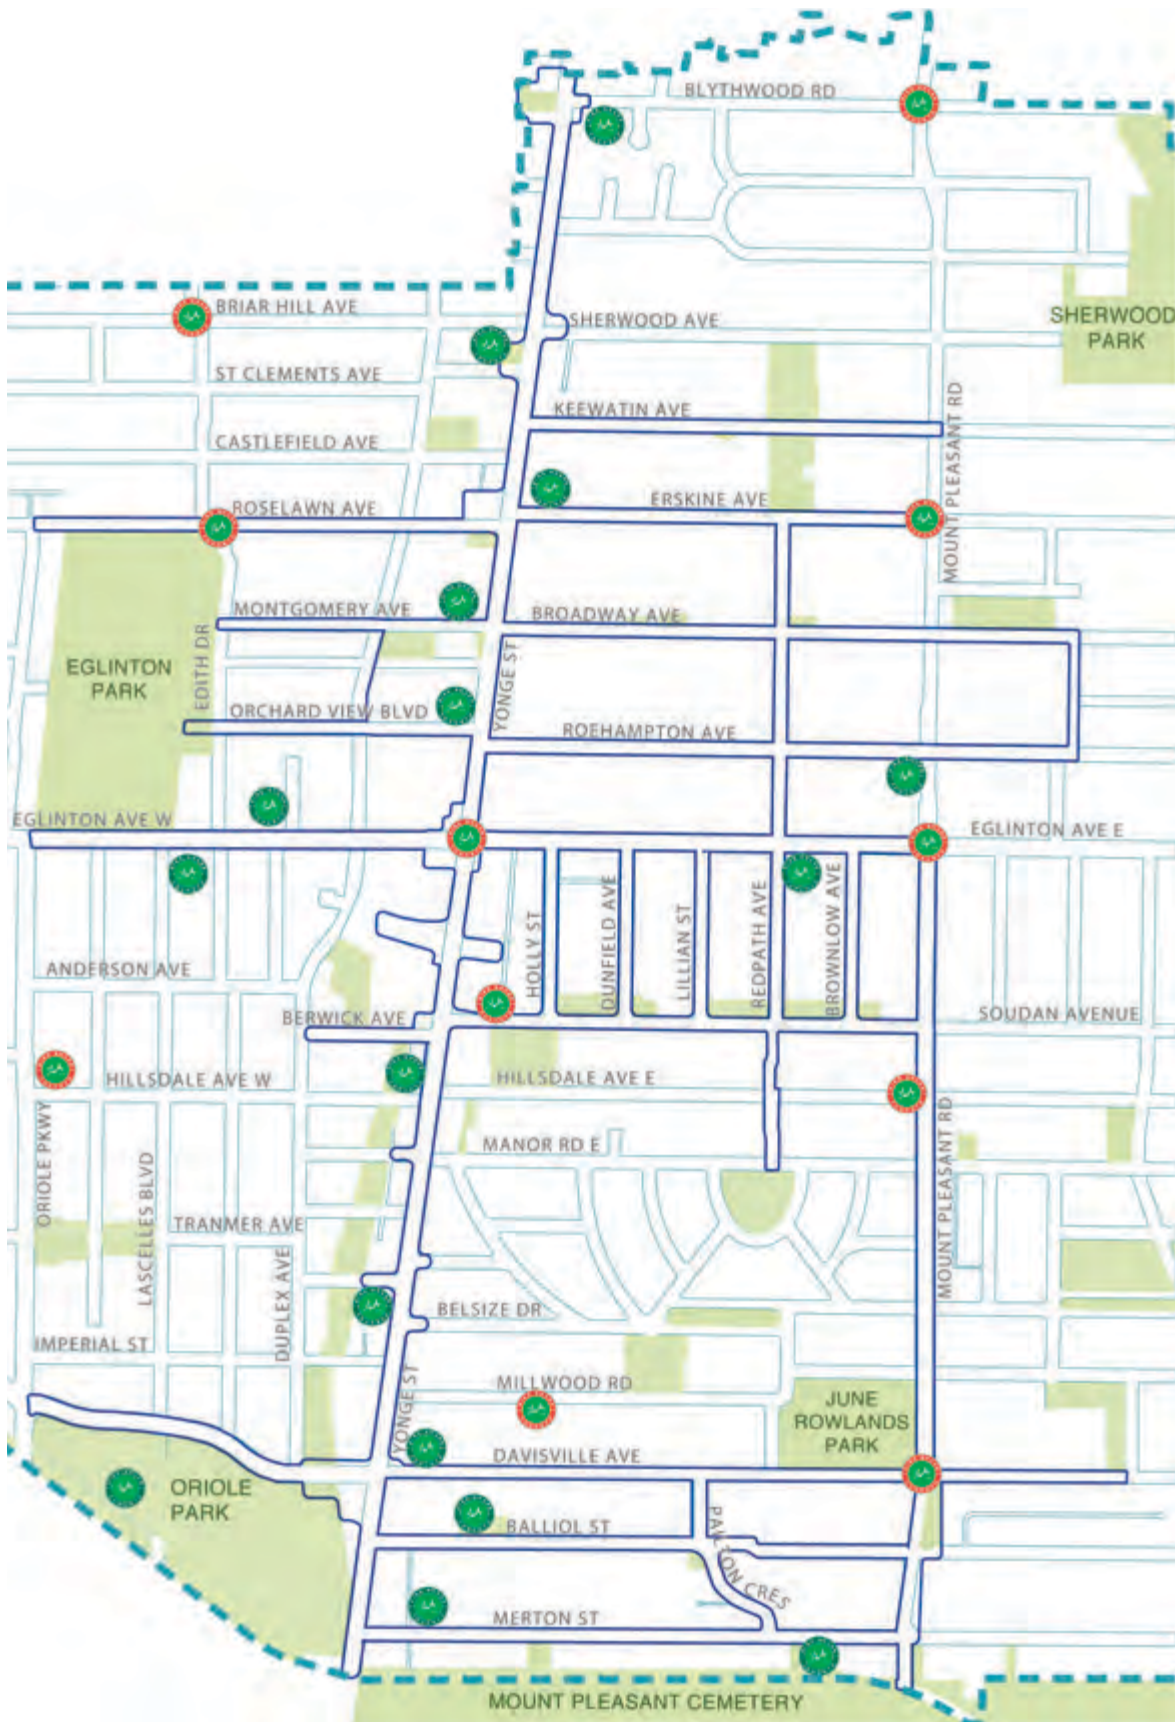 BLYTHWOOD RD
BRIAR HILL AVE
SHERWOOD AVE
SHERWOOD
PARK
ST CLEMENTS AVE
KEEWATIN AVE
MOUNT PLEASANT RD
CASTLEFIELD AVE
ROSELAWN AVE
ERSKINE AVE
MONTGOMERY AVE
BROADWAY AVE
EGLINTON
PARK
EDITH DR
YONGE ST
ORCHARD VIEW BLVD
ROEHAMPTON AVE
EGLINTON AVE W
EGLINTON AVE E
HOLLY ST
DUNFIELD AVE
LILLIAN ST
REDPATH AVE
BROWNLOW AVE
ANDERSON AVE
BERWICK AVE
SOUDAN AVENUE
HILLSDALE AVE W
HILLSDALE AVE E
ORIOLE PKWY
MANOR RD E
MOUNT PLEASANT RD
LASCELLES BLVD
TRANMER AVE
DUPLEX AVE
BELSIZE DR
IMPERIAL ST
YONGE ST
MILLWOOD RD
JUNE
ROWLANDS
PARK
DAVISVILLE AVE
ORIOLE
PARK
BALLIOL ST
PAILTON CRES
MERTON ST
MOUNT PLEASANT CEMETERY